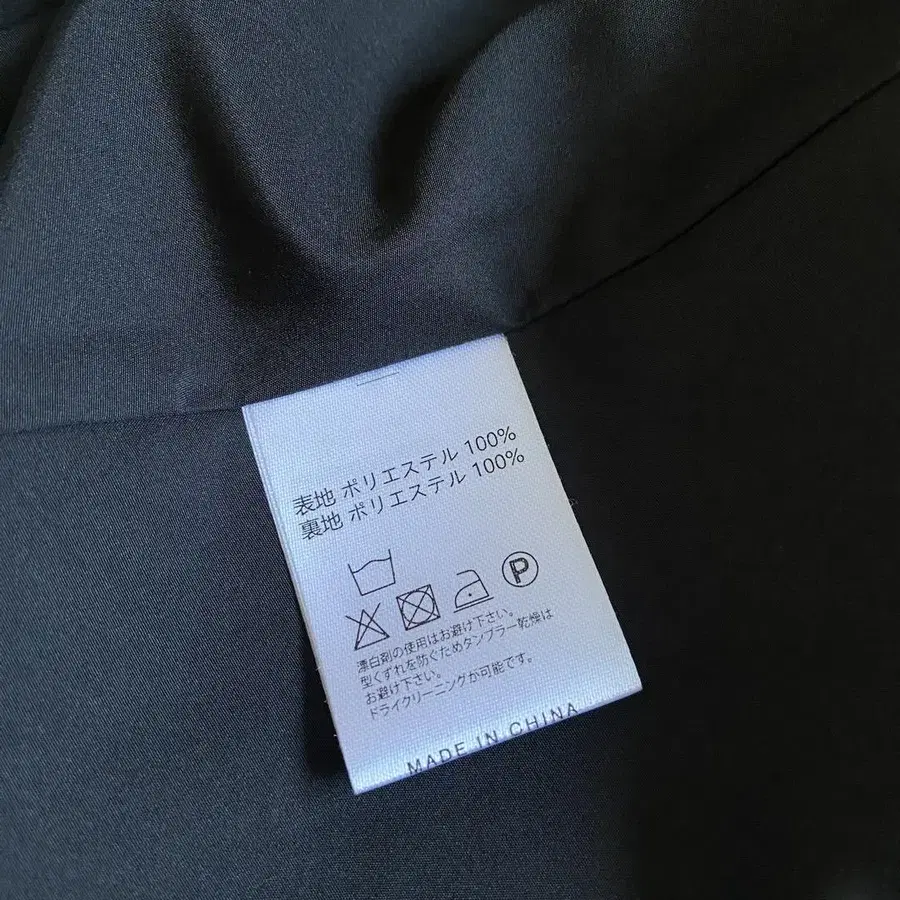 表地 ポリエステル 100%
裏地 ポリエステル 100%
P
漂白剤の使用はお避け下さい。
型くずれを防ぐためタンブラー乾燥は
お避け下さい。
ドライクリーニングが可能です。
MADE IN CHINA